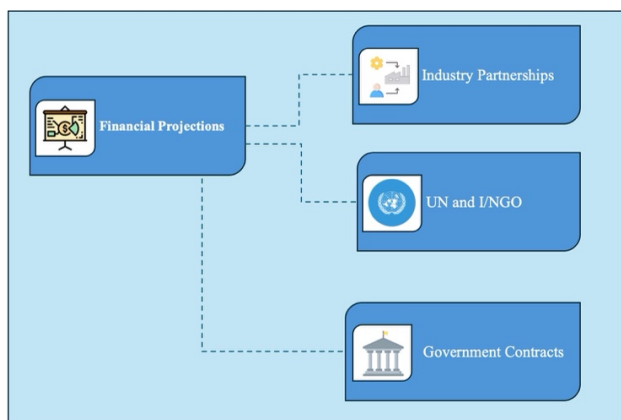 Financial Projections
Industry Partnerships
UN and I/NGO
Government Contracts